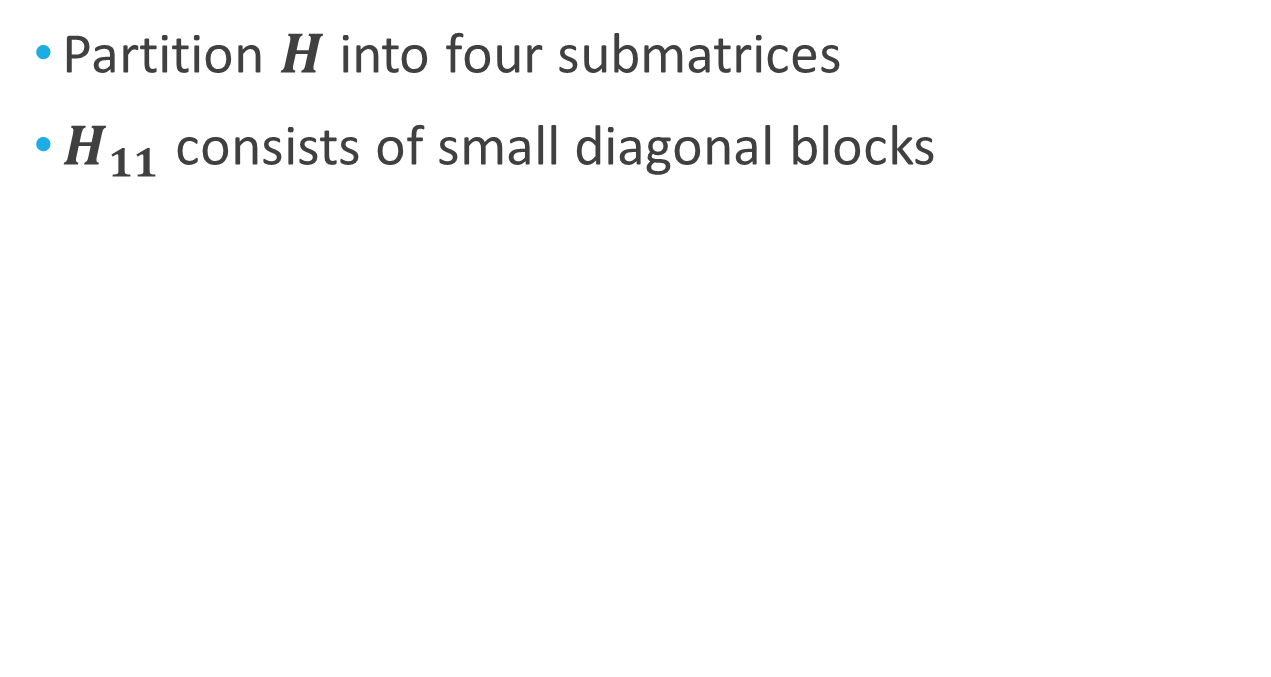 • Partition H into four submatrices
• H₁₁ consists of small diagonal blocks